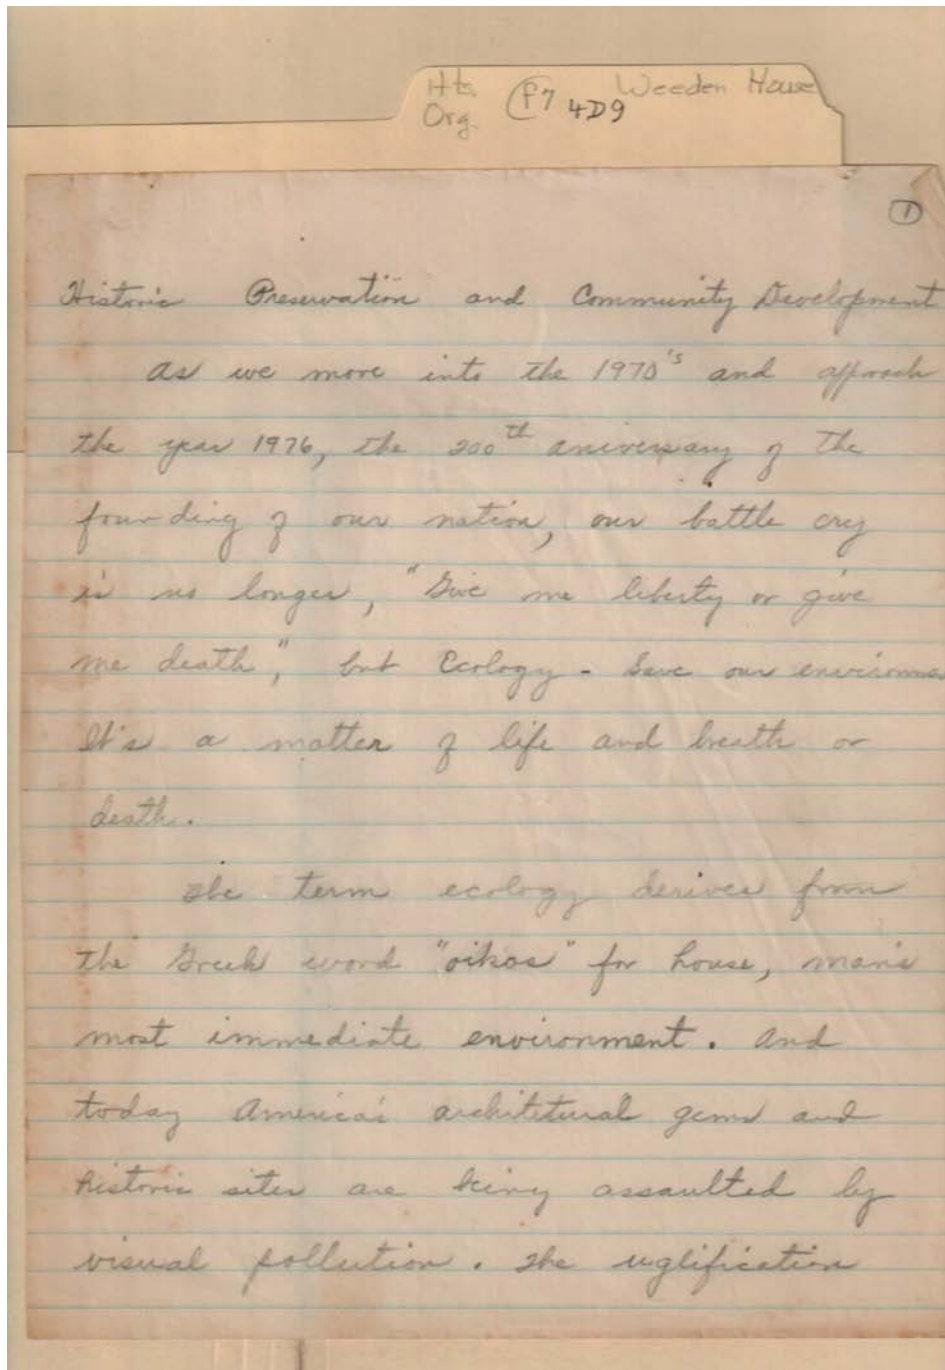 Hts. Org. f7 4D9 Weeden House
1
Historic Preservation and Community Development
As we move into the 1970's and approach
the year 1976, the 200th aniversary of the
founding of our nation, our battle cry
is no longer, "Give me liberty or give
me death", but Ecology - Save our environme
It's a matter of life and breath or
death.
The term ecology derives from
the Greek word "oikos" for house, man's
most immediate environment. And
today America's architetural gems and
historic sites are being assaulted by
visual pollution. The uglification